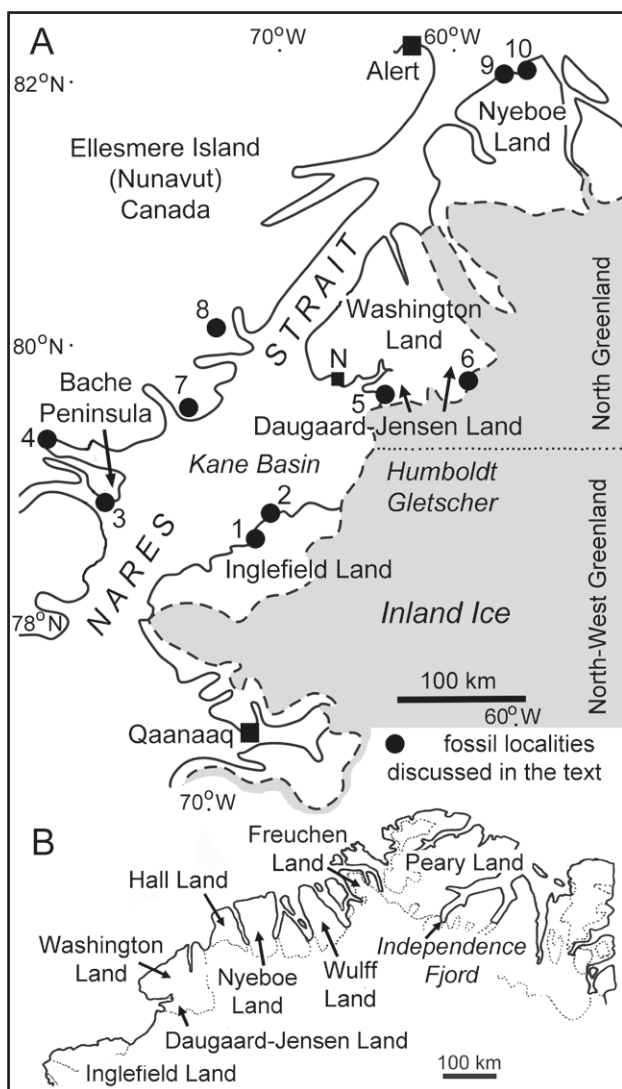 A
70°W
60°W
82°N
Alert
9
10
Nyeboe
Land
Ellesmere Island
(Nunavut)
Canada
NARES STRAIT
8
Washington
Land
80°N
7
N
6
5
Bache
Peninsula
4
3
Daugaard-Jensen Land
Kane Basin
Humboldt
Gletscher
2
1
Inglefield Land
78°N
Inland Ice
North Greenland
North-West Greenland
100 km
60°W
Qaanaaq
70°W
fossil localities
discussed in the text
B
Freuchen
Land
Peary Land
Hall Land
Washington
Land
Nyeboe
Land
Wulff
Land
Independence
Fjord
Daugaard-Jensen Land
Inglefield Land
100 km